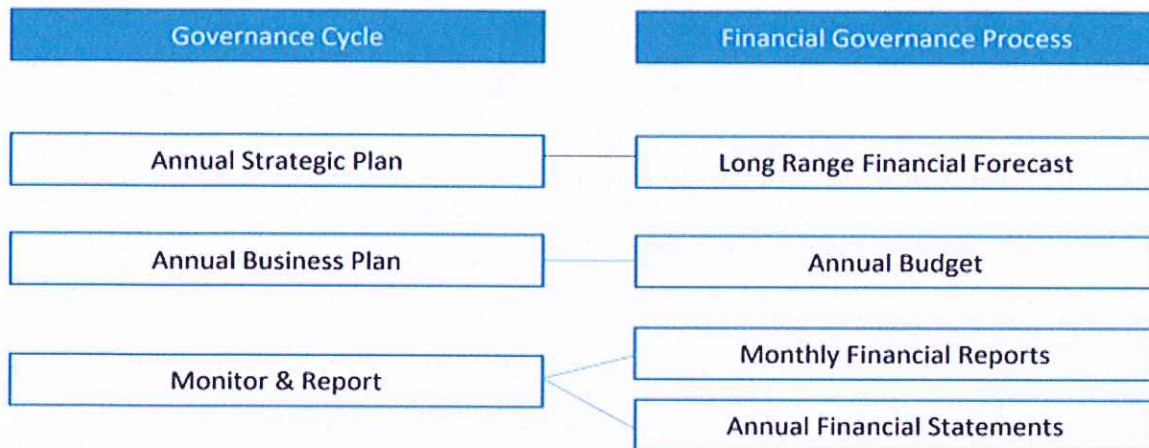 Governance Cycle
Financial Governance Process
Annual Strategic Plan
Long Range Financial Forecast
Annual Business Plan
Annual Budget
Monitor & Report
Monthly Financial Reports
Annual Financial Statements